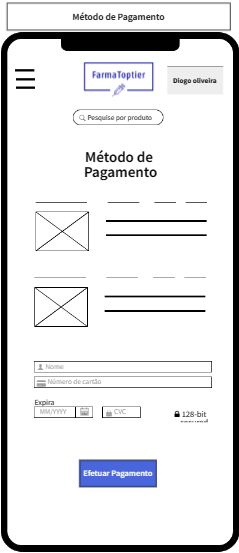 Método de Pagamento
FarmaToptier
Diogo oliveira
Pesquise por produto
Método de
Pagamento
Nome
Número de cartão
Expira
MM/YYYY
CVC
128-bit
secured
Efetuar Pagamento